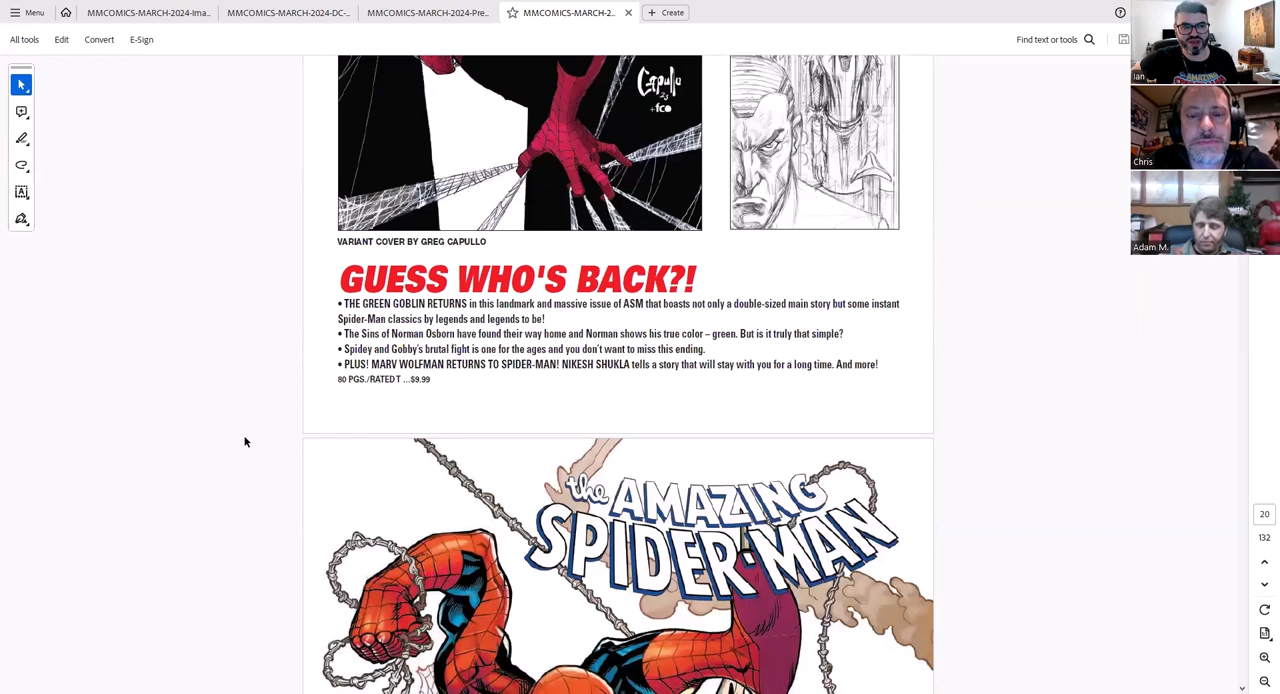 Menu
MMCOMICS-MARCH-2024-Ima...
MMCOMICS-MARCH-2024-DC-...
MMCOMICS-MARCH-2024-Pre...
MMCOMICS-MARCH-2...
Create
All tools
Edit
Convert
E-Sign
Find text or tools
Ian
AMAZING
Chris
Adam M.
Capullo
23
+fco
VARIANT COVER BY GREG CAPULLO
GUESS WHO'S BACK?!
• THE GREEN GOBLIN RETURNS in this landmark and massive issue of ASM that boasts not only a double-sized main story but some instant
Spider-Man classics by legends and legends to be!
• The Sins of Norman Osborn have found their way home and Norman shows his true color – green. But is it truly that simple?
• Spidey and Gobby's brutal fight is one for the ages and you don't want to miss this ending.
• PLUS! MARV WOLFMAN RETURNS TO SPIDER-MAN! NIKESH SHUKLA tells a story that will stay with you for a long time. And more!
80 PGS./RATED T ...$9.99
the AMAZING
SPIDER-MAN
20
132